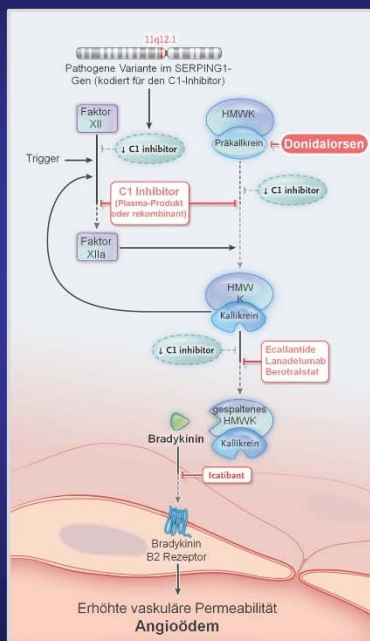 11q12.1
Pathogene Variante im SERPING1-
Gen (kodiert für den C1-Inhibitor)
Faktor
XII
HMWK
Präkallkrein
Donidalorsen
↓ C1 inhibitor
Trigger
↓ C1 inhibitor
C1 Inhibitor
(Plasma-Produkt
oder rekombinant)
Faktor
XIIa
HMW
K
Kallikrein
↓ C1 inhibitor
Ecallantide
Lanadelumab
Berotralstat
gespaltenes
HMWK
Kallikrein
Bradykinin
Icatibant
Bradykinin
B2 Rezeptor
Erhöhte vaskuläre Permeabilität
Angioödem